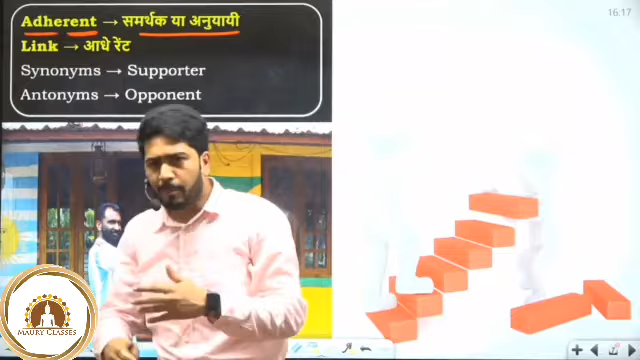 Adherent → समर्थक या अनुयायी
Link → आधे रेंट
Synonyms → Supporter
Antonyms → Opponent
16:17
MAURY CLASSES